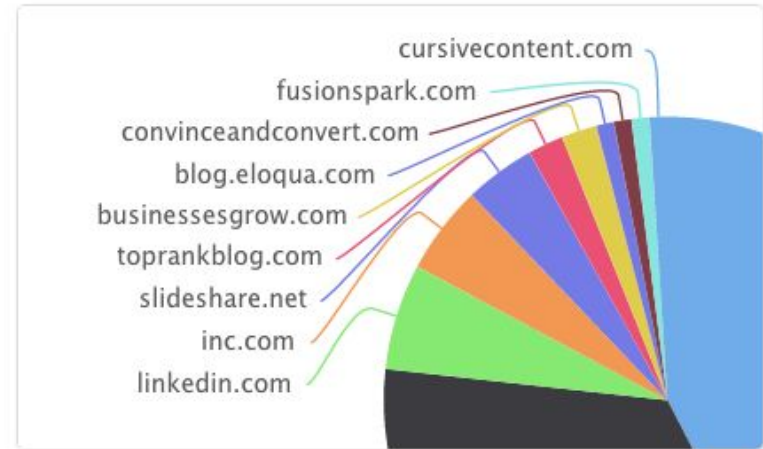 cursivecontent.com
fusionspark.com
convinceandconvert.com
blog.eloqua.com
businessesgrow.com
toprankblog.com
slideshare.net
inc.com
linkedin.com